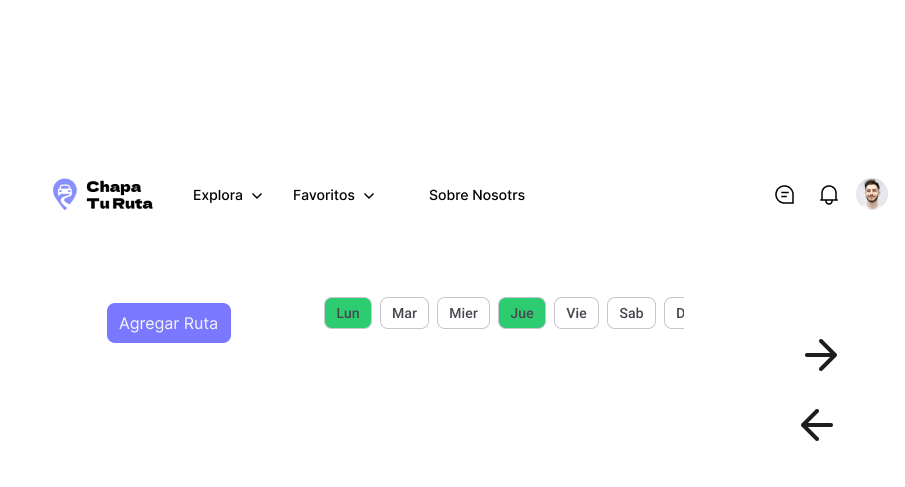 Chapa
Tu Ruta
Explora
Favoritos
Sobre Nosotrs
Agregar Ruta
Lun
Mar
Mier
Jue
Vie
Sab
D